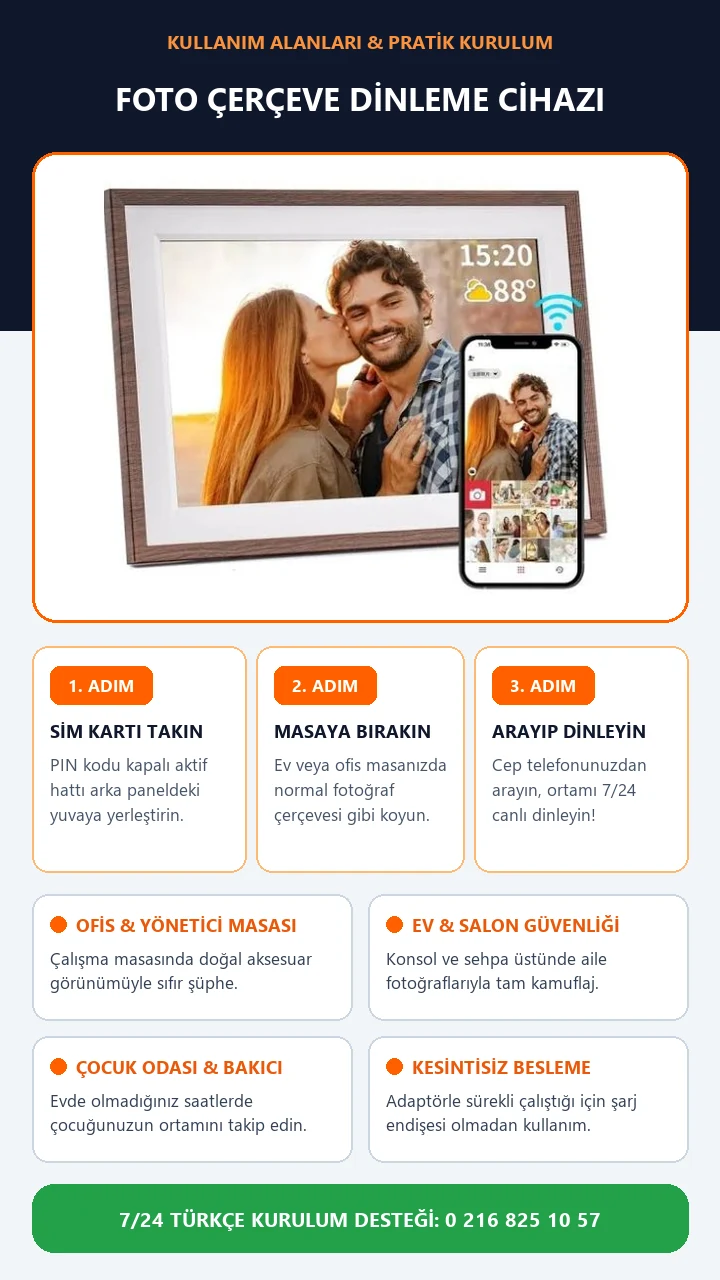 KULLANIM ALANLARI & PRATİK KURULUM
FOTO ÇERÇEVE DİNLEME CİHAZI
15:20
88°
1. ADIM
SİM KARTI TAKIN
PIN kodu kapalı aktif
hattı arka paneldeki
yuvaya yerleştirin.
2. ADIM
MASAYA BIRAKIN
Ev veya ofis masanızda
normal fotoğraf
çerçevesi gibi koyun.
3. ADIM
ARAYIP DİNLEYİN
Cep telefonunuzdan
arayın, ortamı 7/24
canlı dinleyin!
OFİS & YÖNETİCİ MASASI
Çalışma masasında doğal aksesuar
görünümüyle sıfır şüphe.
EV & SALON GÜVENLİĞİ
Konsol ve sehpa üstünde aile
fotoğraflarıyla tam kamuflaj.
ÇOCUK ODASI & BAKICI
Evde olmadığınız saatlerde
çocuğunuzun ortamını takip edin.
KESİNTİSİZ BESLEME
Adaptörle sürekli çalıştığı için şarj
endişesi olmadan kullanım.
7/24 TÜRKÇE KURULUM DESTEĞİ: 0 216 825 10 57